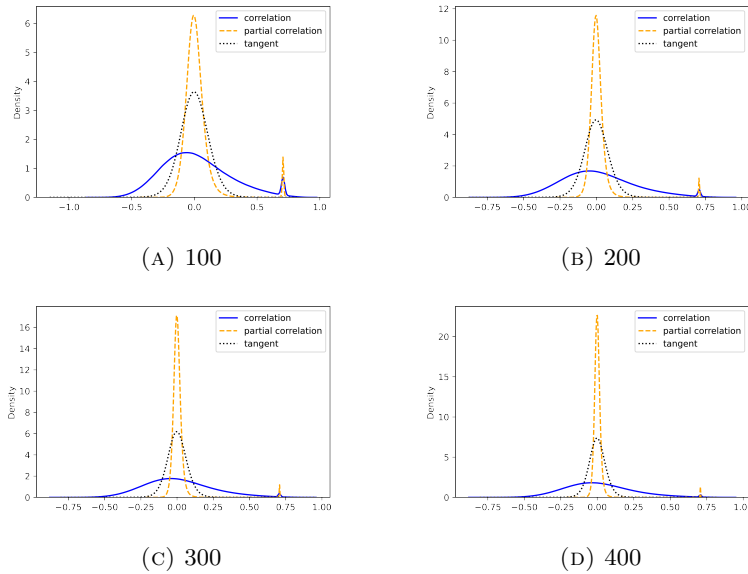 6
5
4
3
2
1
0
Density
−1.0
−0.5
0.0
0.5
1.0
correlation
partial correlation
tangent
(A) 100
12
10
8
6
4
2
0
Density
−0.75
−0.50
−0.25
0.00
0.25
0.50
0.75
1.00
correlation
partial correlation
tangent
(B) 200
16
14
12
10
8
6
4
2
0
Density
−0.75
−0.50
−0.25
0.00
0.25
0.50
0.75
1.00
correlation
partial correlation
tangent
(C) 300
20
15
10
5
0
Density
−0.75
−0.50
−0.25
0.00
0.25
0.50
0.75
1.00
correlation
partial correlation
tangent
(D) 400